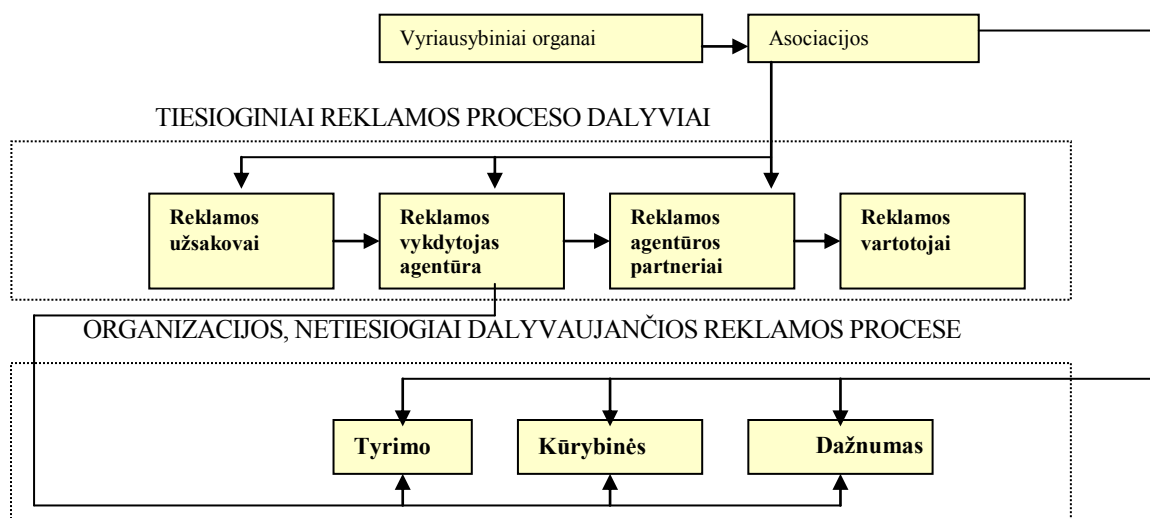 Vyriausybiniai organai
Asociacijos
TIESIOGINIAI REKLAMOS PROCESO DALYVIAI
Reklamos
užsakovai
Reklamos
vykdytojas
agentūra
Reklamos
agentūros
partneriai
Reklamos
vartotojai
ORGANIZACIJOS, NETIESIOGIAI DALYVAUJANČIOS REKLAMOS PROCESE
Tyrimo
Kūrybinės
Dažnumas